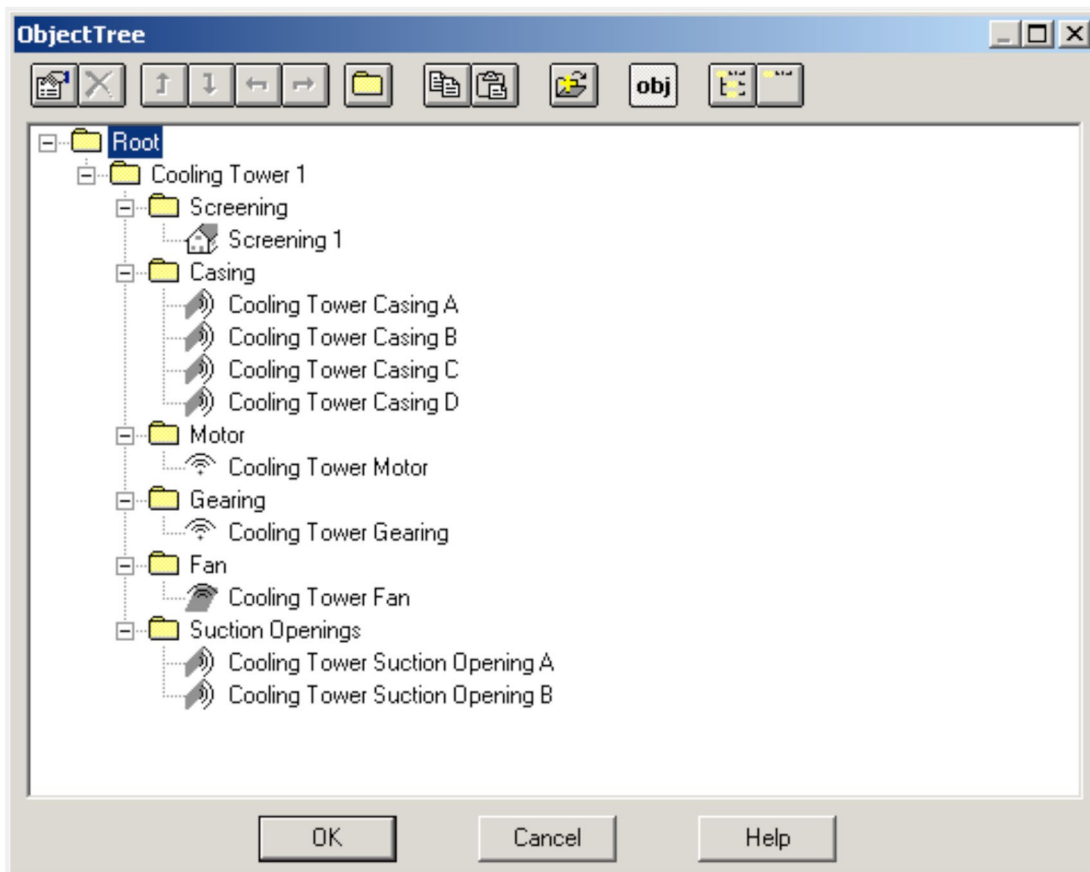 ObjectTree
obj
Root
Cooling Tower 1
Screening
Screening 1
Casing
Cooling Tower Casing A
Cooling Tower Casing B
Cooling Tower Casing C
Cooling Tower Casing D
Motor
Cooling Tower Motor
Gearing
Cooling Tower Gearing
Fan
Cooling Tower Fan
Suction Openings
Cooling Tower Suction Opening A
Cooling Tower Suction Opening B
OK Cancel Help